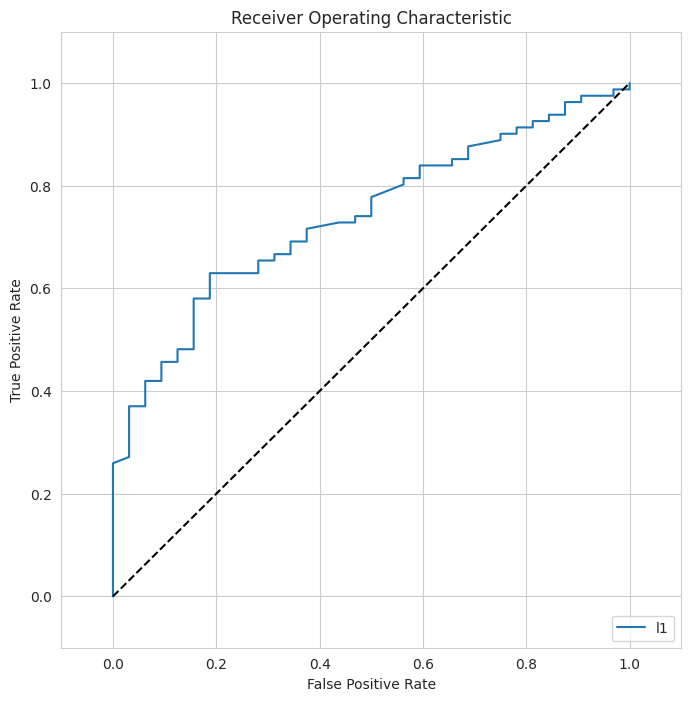 Receiver Operating Characteristic
True Positive Rate
1.0
0.8
0.6
0.4
0.2
0.0
0.0 0.2 0.4 0.6 0.8 1.0
False Positive Rate
l1